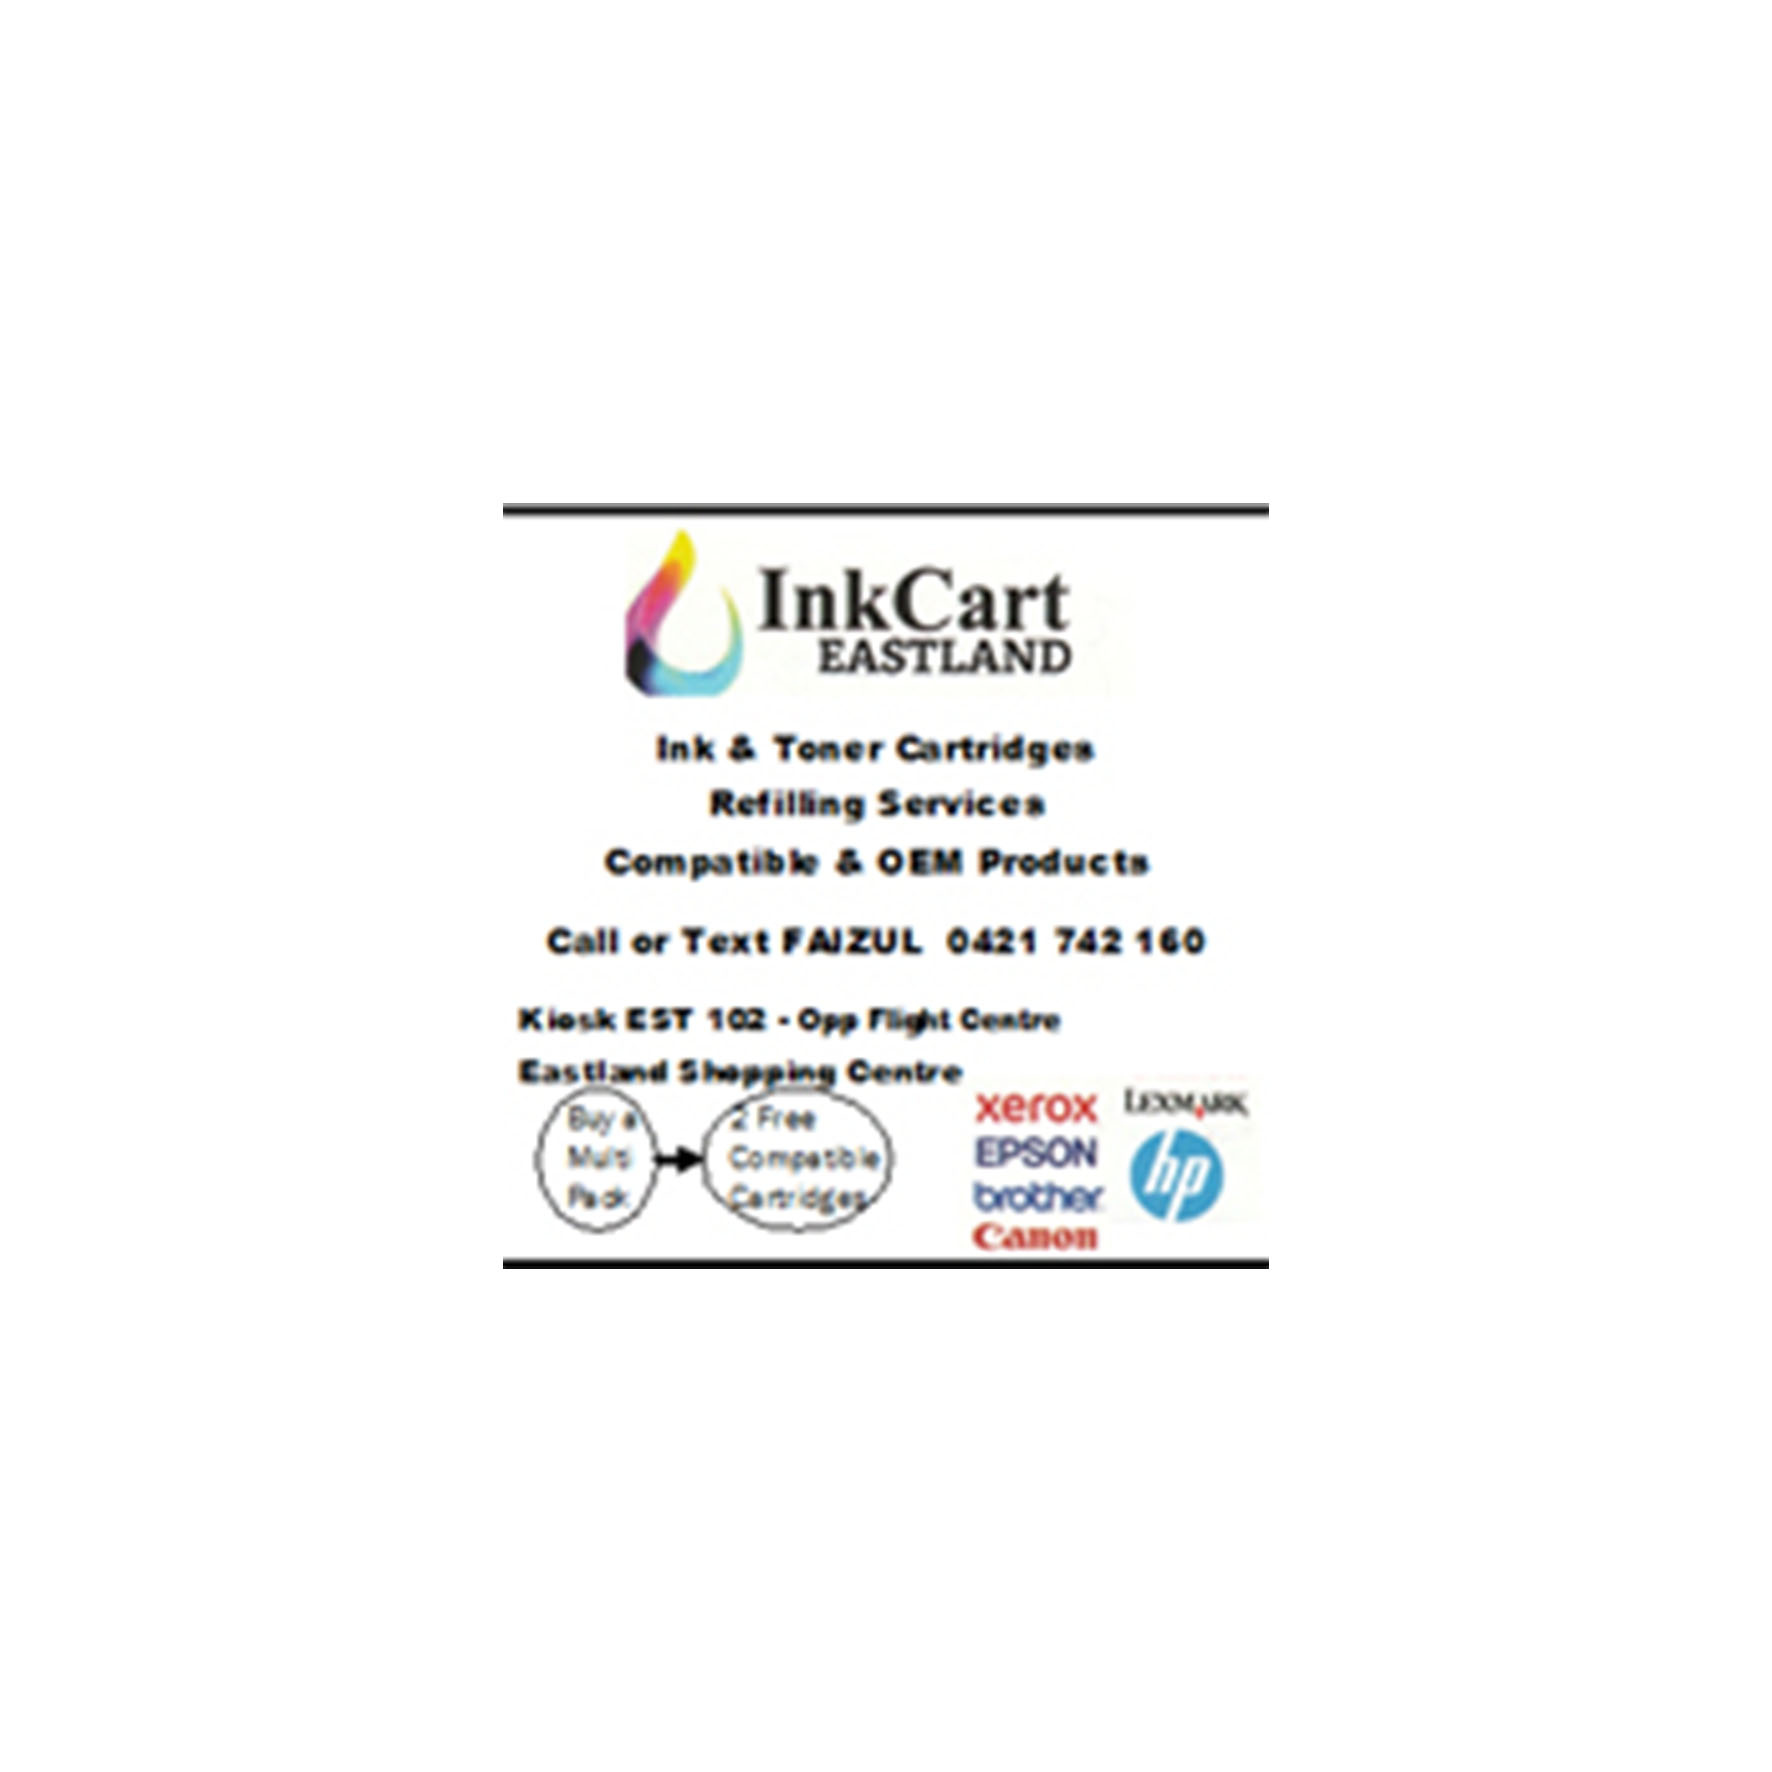 InkCart
EASTLAND
Ink & Toner Cartridges
Refilling Services
Compatible & OEM Products
Call or Text FAIZUL 0421 742 160
Kiosk EST 102 - Opp Flight Centre
Eastland Shopping Centre
Buy a
Multi
Pack
2 Free
Compatible
Cartridges
xerox
EPSON
brother
Canon
LEXMARK
hp